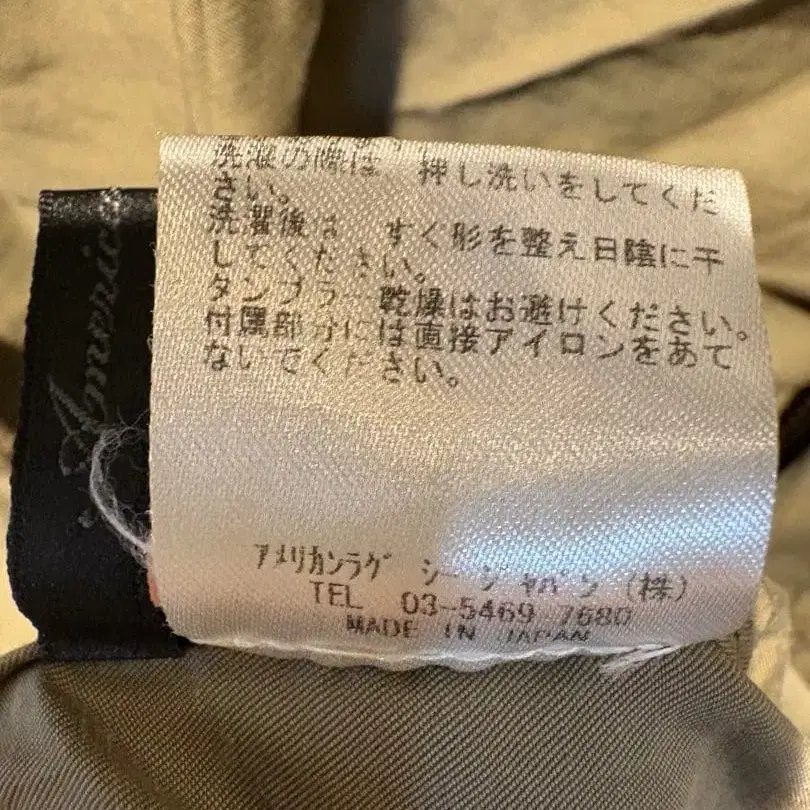 洗濯の際は、押し洗いをしてくだ
さい。
洗濯後は すぐ形を整え日陰に干
してください。
タンブラー乾燥はお避けください。
付属部分には直接アイロンをあて
ないでください。
アメリカンラグ シー ジャパン (株)
TEL 03-5469 7680
MADE IN JAPAN
Americ